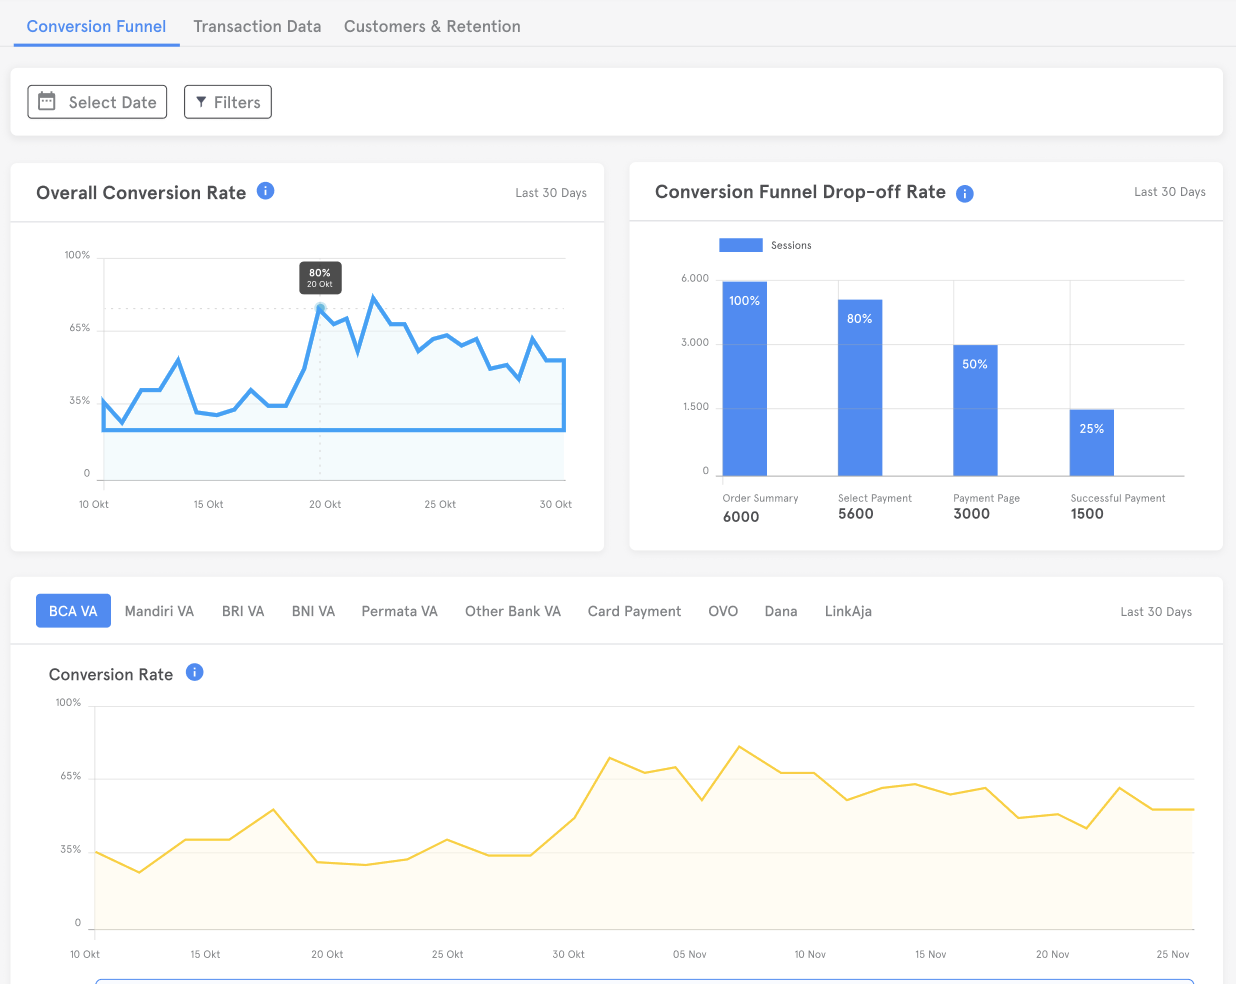 Conversion Funnel
Transaction Data
Customers & Retention
Select Date
Filters
Overall Conversion Rate
Last 30 Days
100%
65%
35%
0
80%
20 Okt
10 Okt
15 Okt
20 Okt
25 Okt
30 Okt
Conversion Funnel Drop-off Rate
Last 30 Days
Sessions
6.000
3.000
1.500
0
100%
80%
50%
25%
Order Summary
6000
Select Payment
5600
Payment Page
3000
Successful Payment
1500
BCA VA
Mandiri VA
BRI VA
BNI VA
Permata VA
Other Bank VA
Card Payment
OVO
Dana
LinkAja
Last 30 Days
Conversion Rate
100%
65%
35%
0
10 Okt
15 Okt
20 Okt
25 Okt
30 Okt
05 Nov
10 Nov
15 Nov
20 Nov
25 Nov